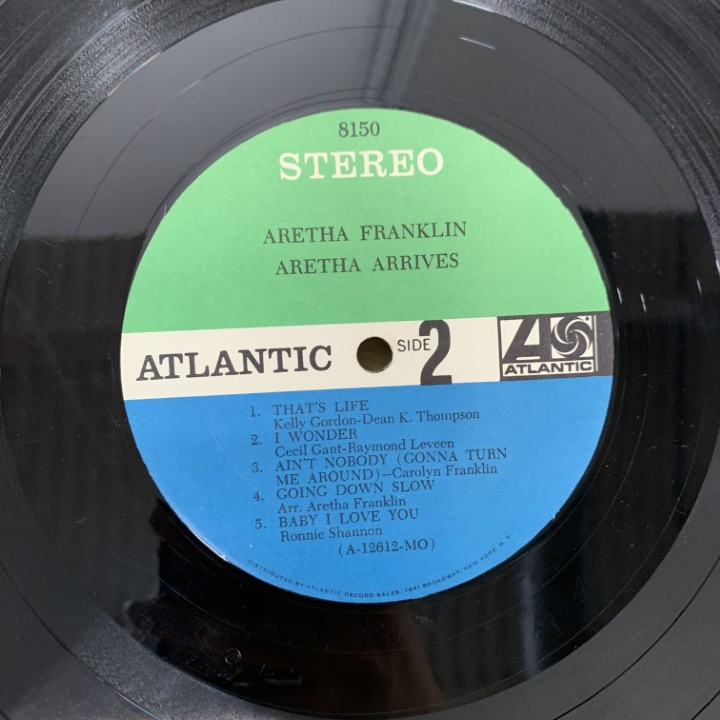 8150
STEREO
ARETHA FRANKLIN
ARETHA ARRIVES
ATLANTIC
SIDE 2
ATLANTIC
1. THAT'S LIFE
Kelly Gordon-Dean K. Thompson
2. I WONDER
Cecil Gant-Raymond Leveen
3. AIN'T NOBODY (GONNA TURN
ME AROUND)—Carolyn Franklin
4. GOING DOWN SLOW
Arr. Aretha Franklin
5. BABY I LOVE YOU
Ronnie Shannon
(A-12612-MO)
DISTRIBUTED BY ATLANTIC RECORD SALES, 1841 BROADWAY, NEW YORK, N. Y.